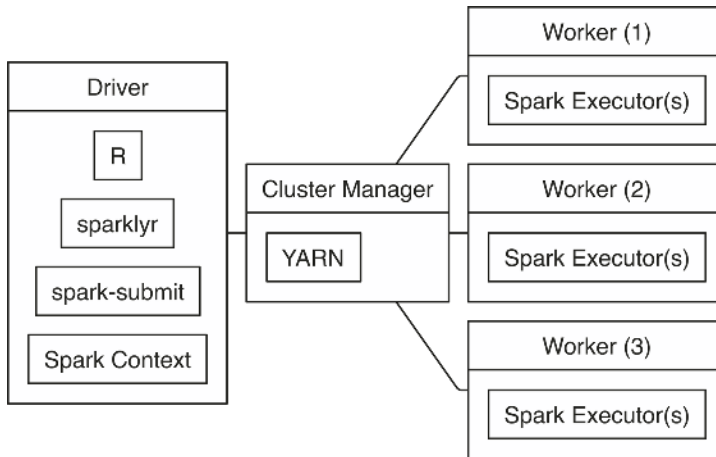 Driver
R
sparklyr
spark-submit
Spark Context
Cluster Manager
YARN
Worker (1)
Spark Executor(s)
Worker (2)
Spark Executor(s)
Worker (3)
Spark Executor(s)